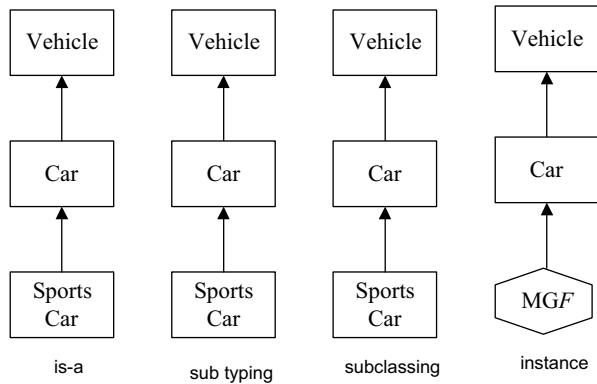 Vehicle Vehicle Vehicle Vehicle
Car Car Car Car
Sports Sports Sports MGF
Car Car Car
is-a sub typing subclassing instance